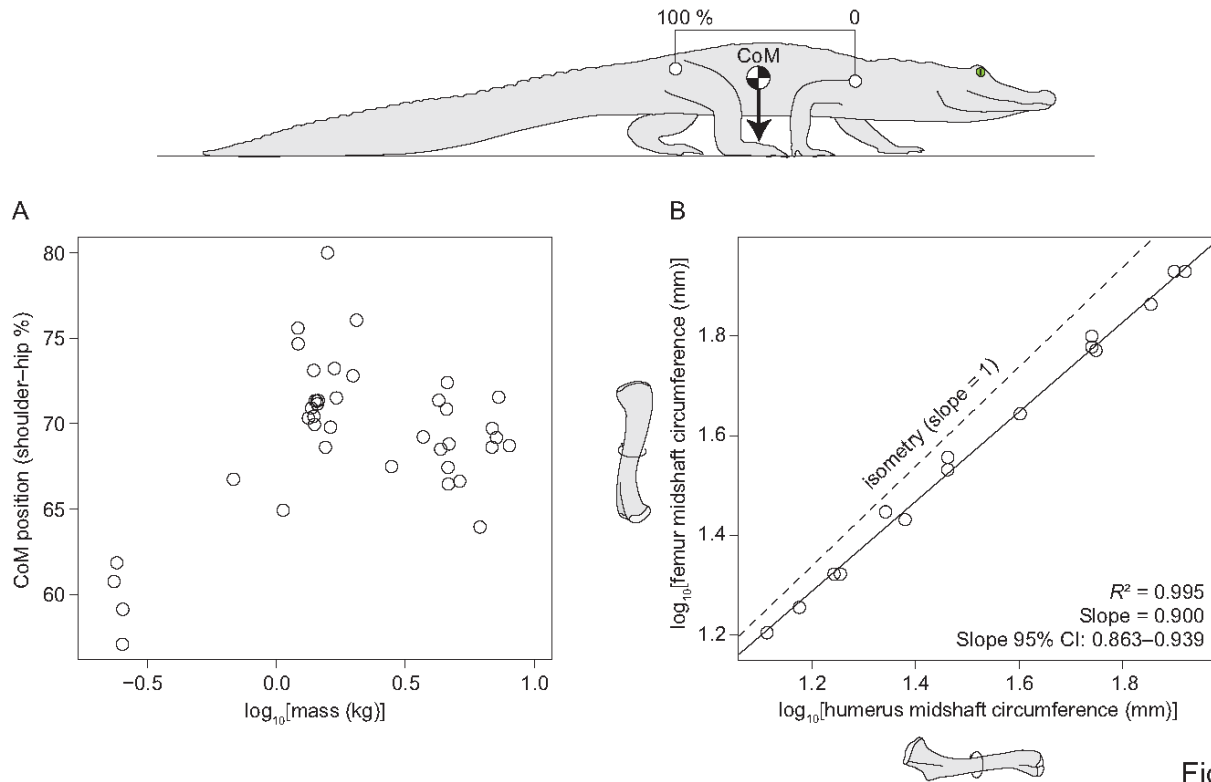 100 %
0
CoM
A
B
80
75
70
65
60
CoM position (shoulder–hip %)
−0.5
0.0
0.5
1.0
log10[mass (kg)]
log10[femur midshaft circumference (mm)]
1.8
1.6
1.4
1.2
isometry (slope = 1)
R² = 0.995
Slope = 0.900
Slope 95% CI: 0.863–0.939
1.2
1.4
1.6
1.8
log10[humerus midshaft circumference (mm)]